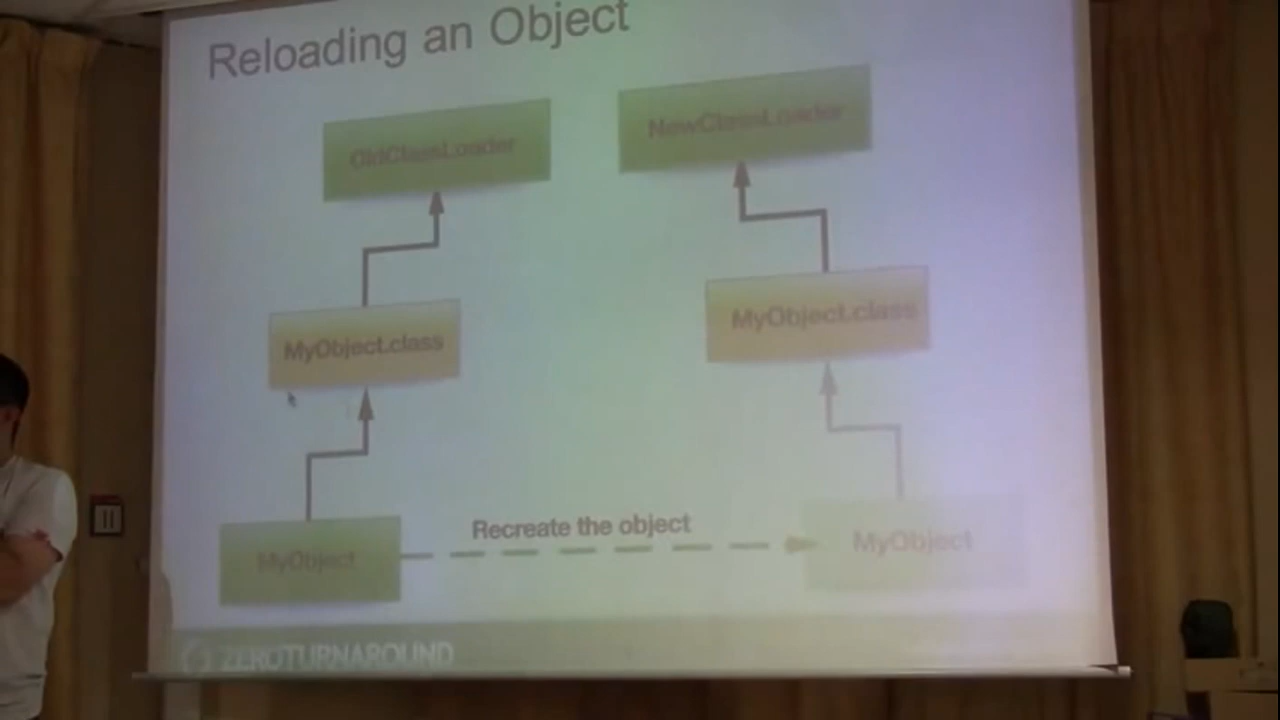 Reloading an Object
OldClassLoader
NewClassLoader
MyObject.class
MyObject.class
Recreate the object
MyObject
MyObject
ZEROTURNAROUND